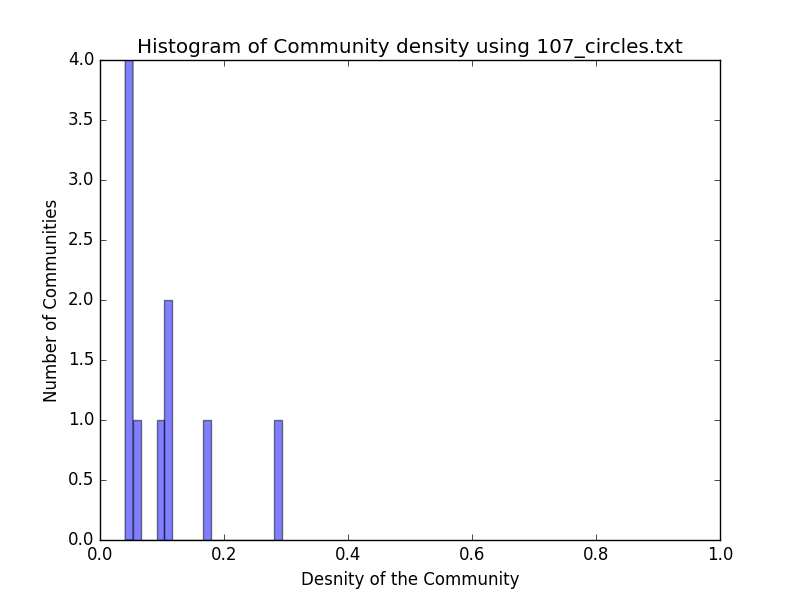 Histogram of Community density using 107_circles.txt
4.0
3.5
3.0
2.5
2.0
1.5
1.0
0.5
0.0
Number of Communities
0.0 0.2 0.4 0.6 0.8 1.0
Desnity of the Community